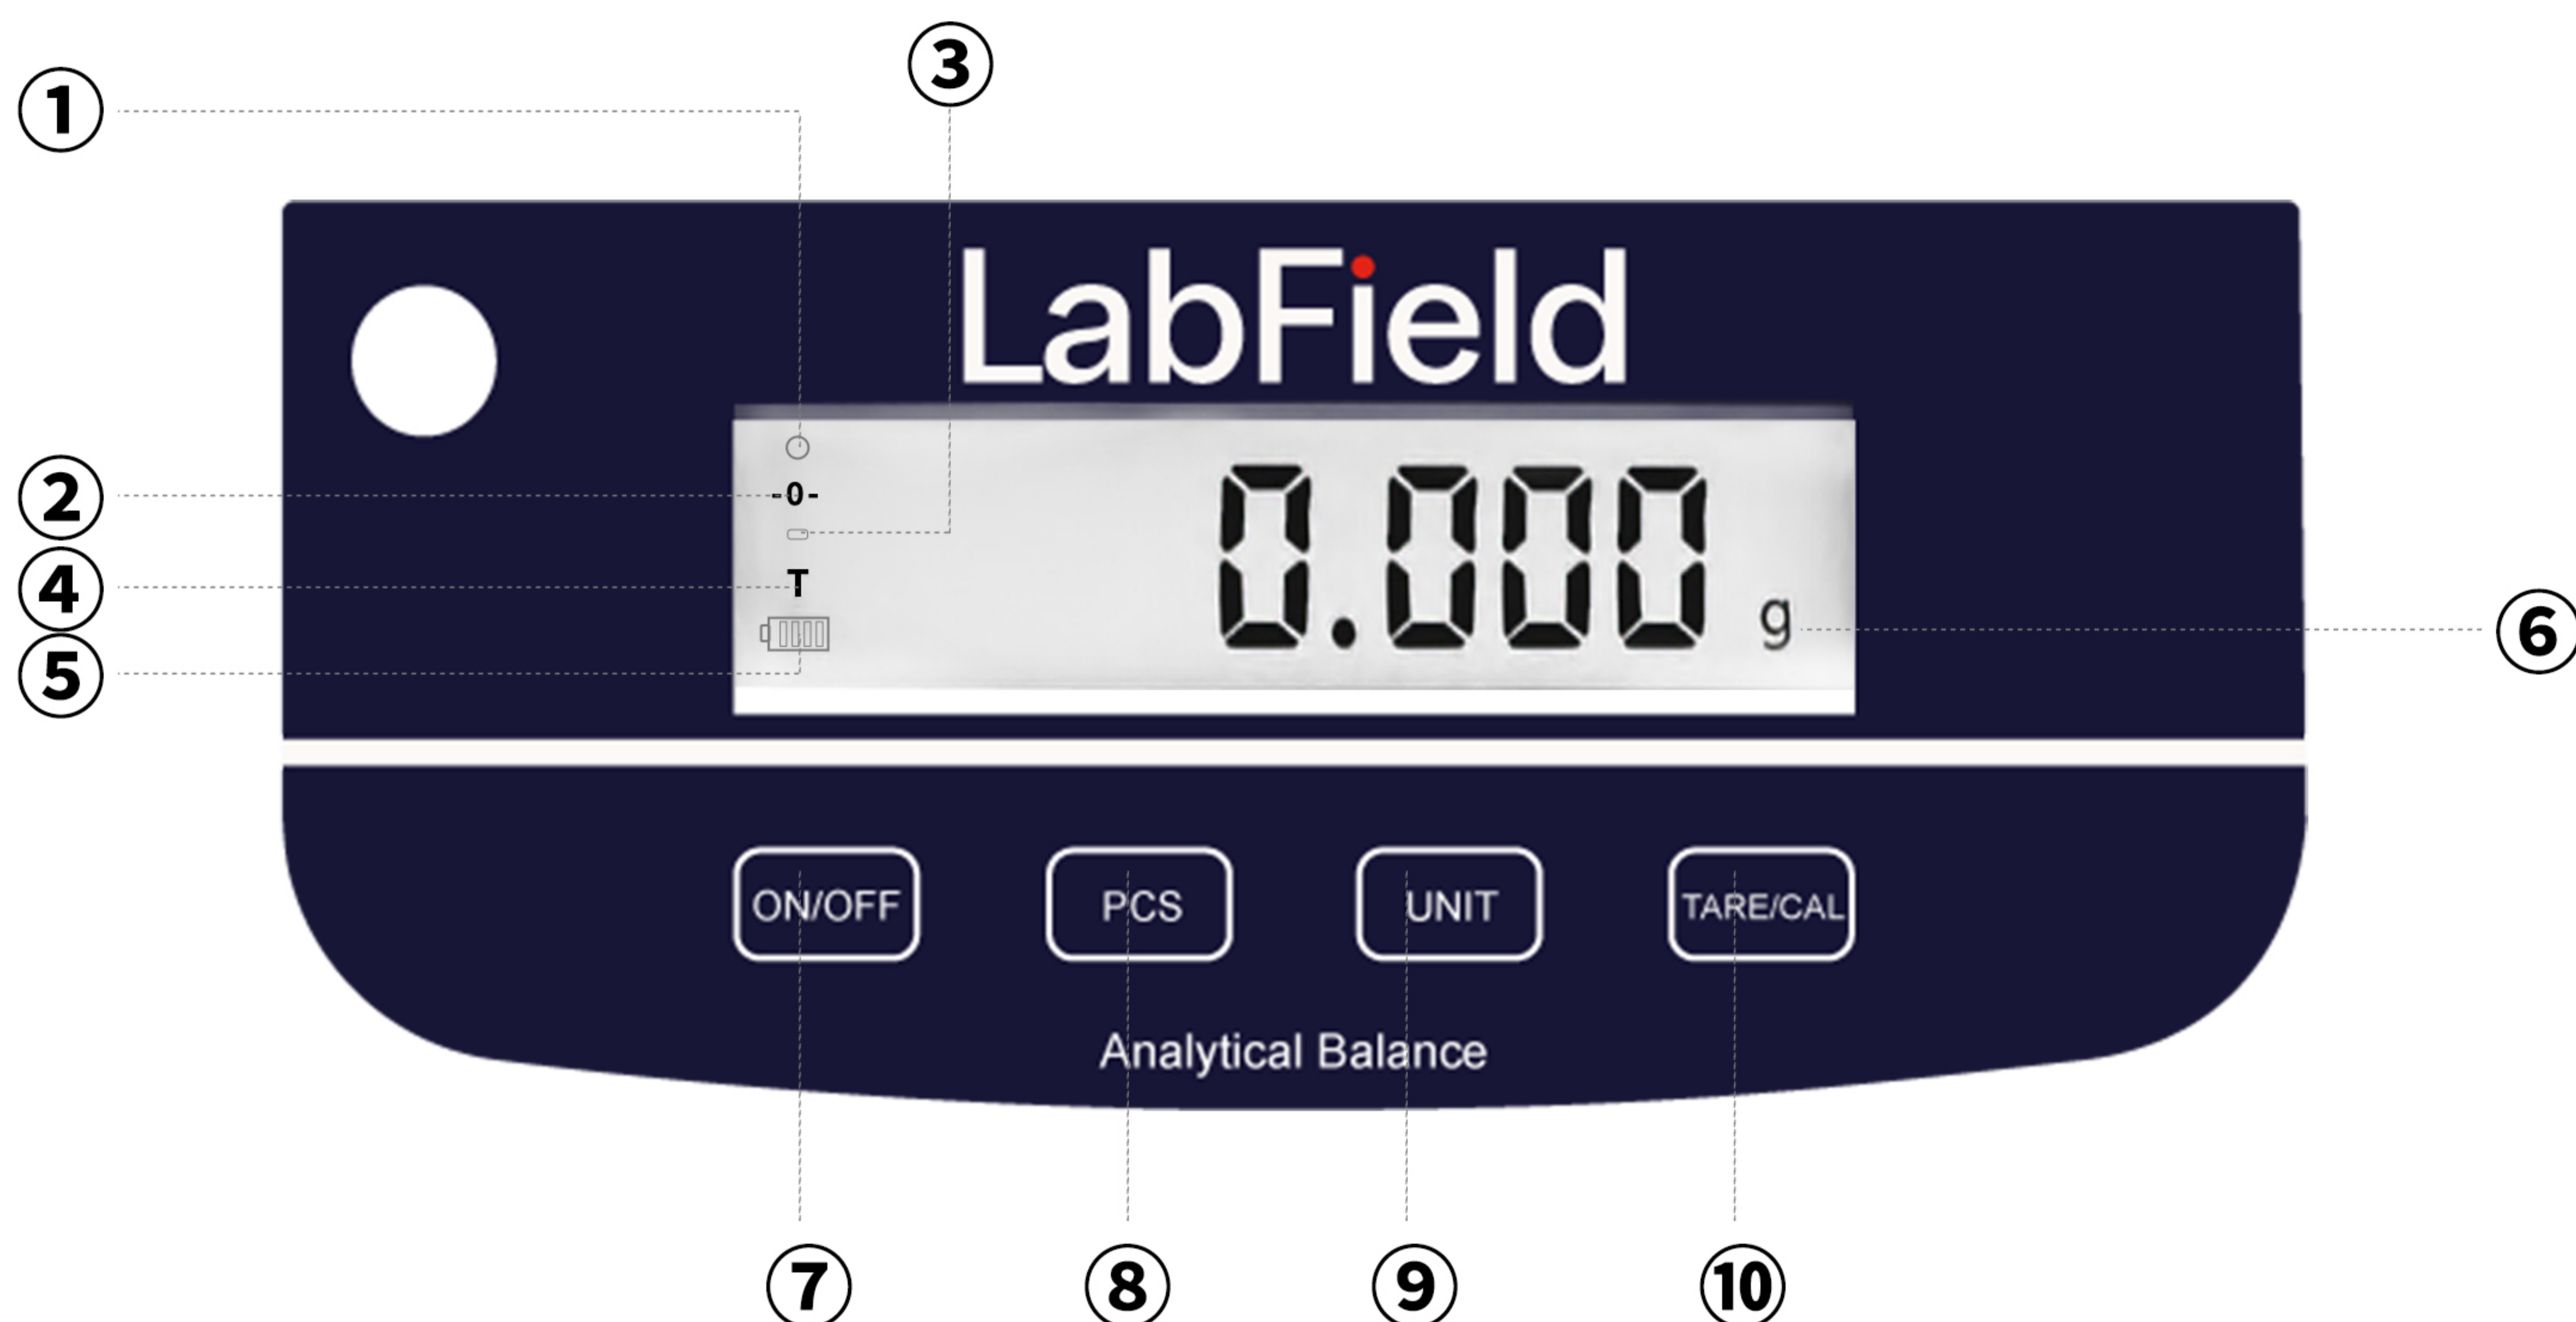 ③
①
LabField
② -0- 0.000 g
④ T
⑥
⑤
ON/OFF PCS UNIT TARE/CAL
Analytical Balance
⑦ ⑧ ⑨ ⑩